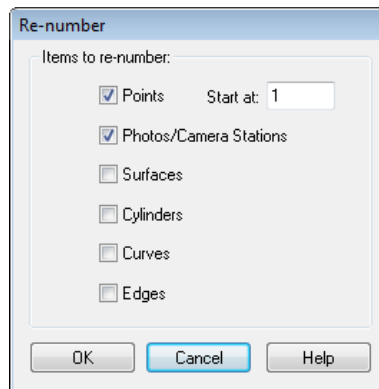 Re-number
Items to re-number:
Points Start at: 1
Photos/Camera Stations
Surfaces
Cylinders
Curves
Edges
OK Cancel Help